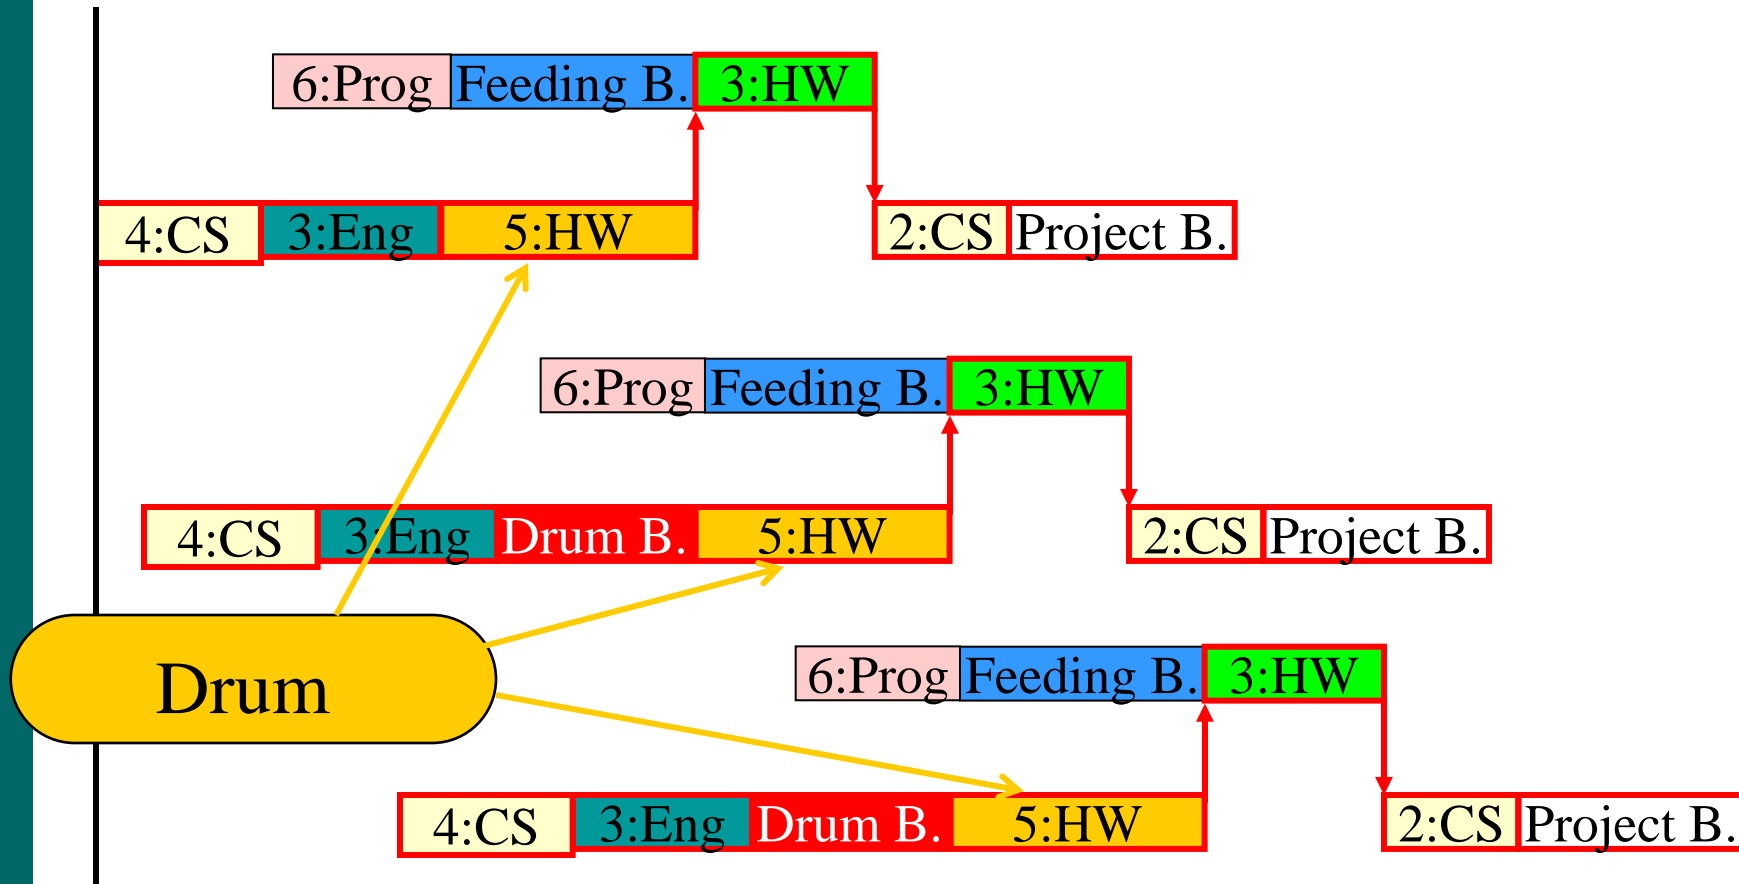 6:Prog Feeding B. 3:HW
4:CS 3:Eng 5:HW 2:CS Project B.
6:Prog Feeding B. 3:HW
4:CS 3:Eng Drum B. 5:HW 2:CS Project B.
Drum
6:Prog Feeding B. 3:HW
4:CS 3:Eng Drum B. 5:HW 2:CS Project B.